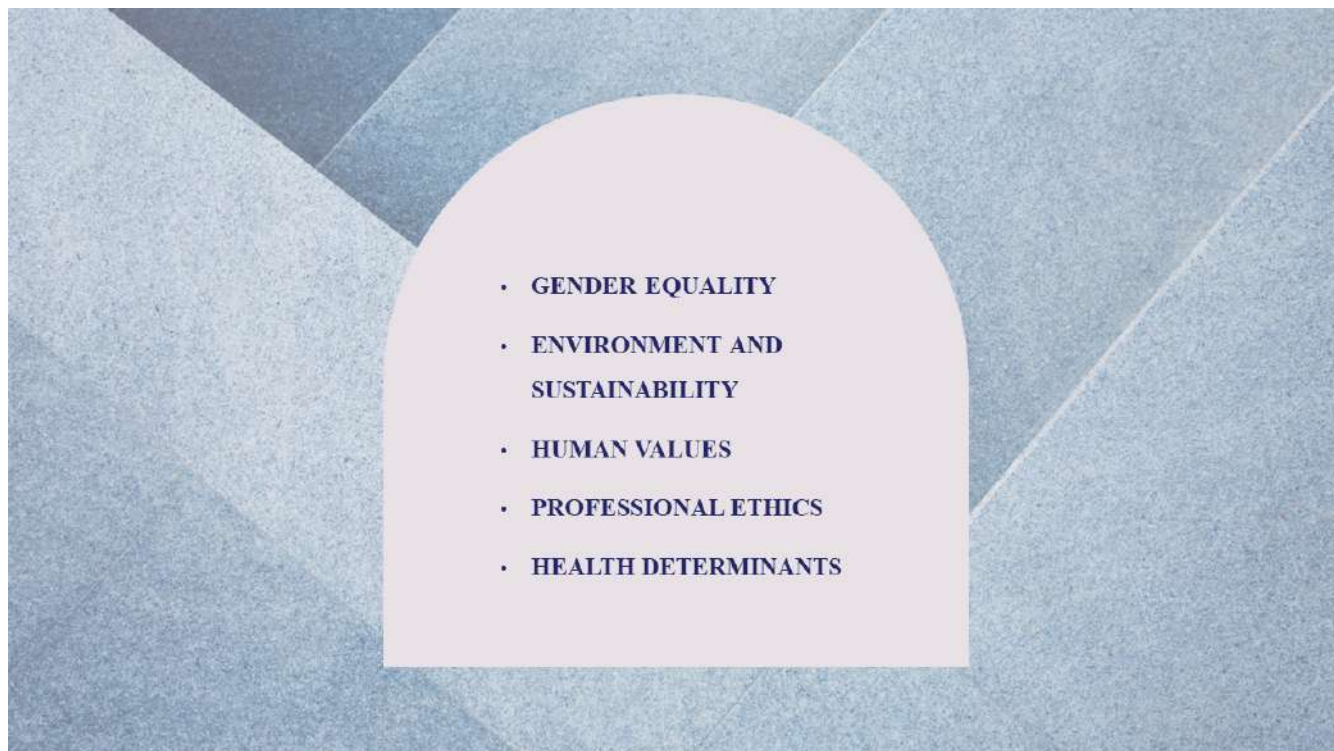 • GENDER EQUALITY
• ENVIRONMENT AND
SUSTAINABILITY
• HUMAN VALUES
• PROFESSIONAL ETHICS
• HEALTH DETERMINANTS